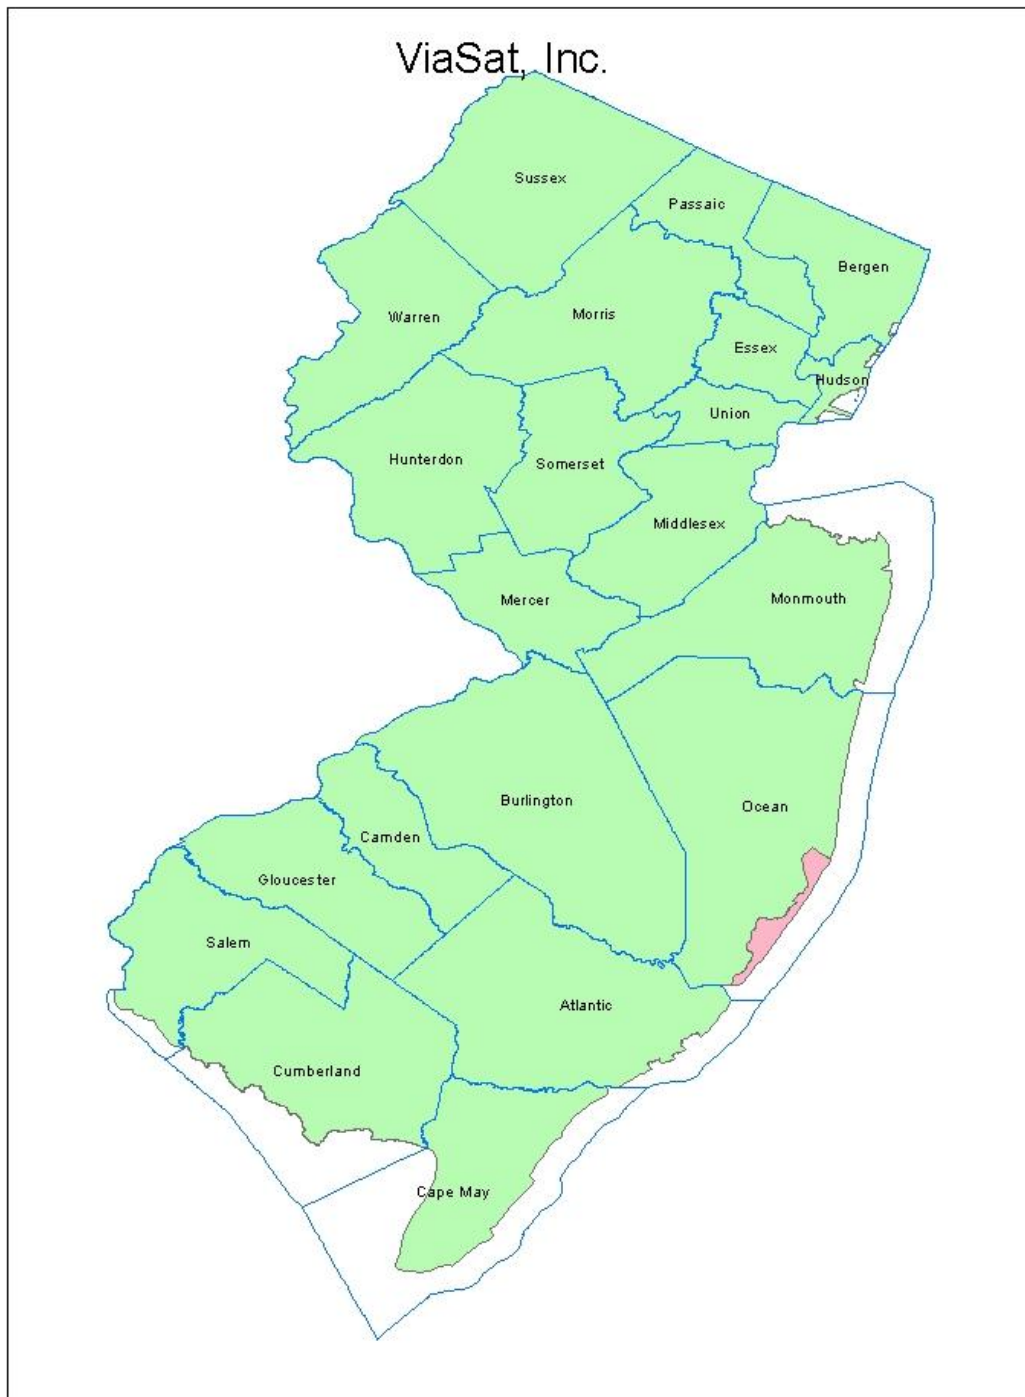 ViaSat, Inc.
Sussex
Passaic
Bergen
Warren
Morris
Essex
Hudson
Union
Hunterdon
Somerset
Middlesex
Mercer
Monmouth
Burlington
Ocean
Camden
Gloucester
Salem
Atlantic
Cumberland
Cape May